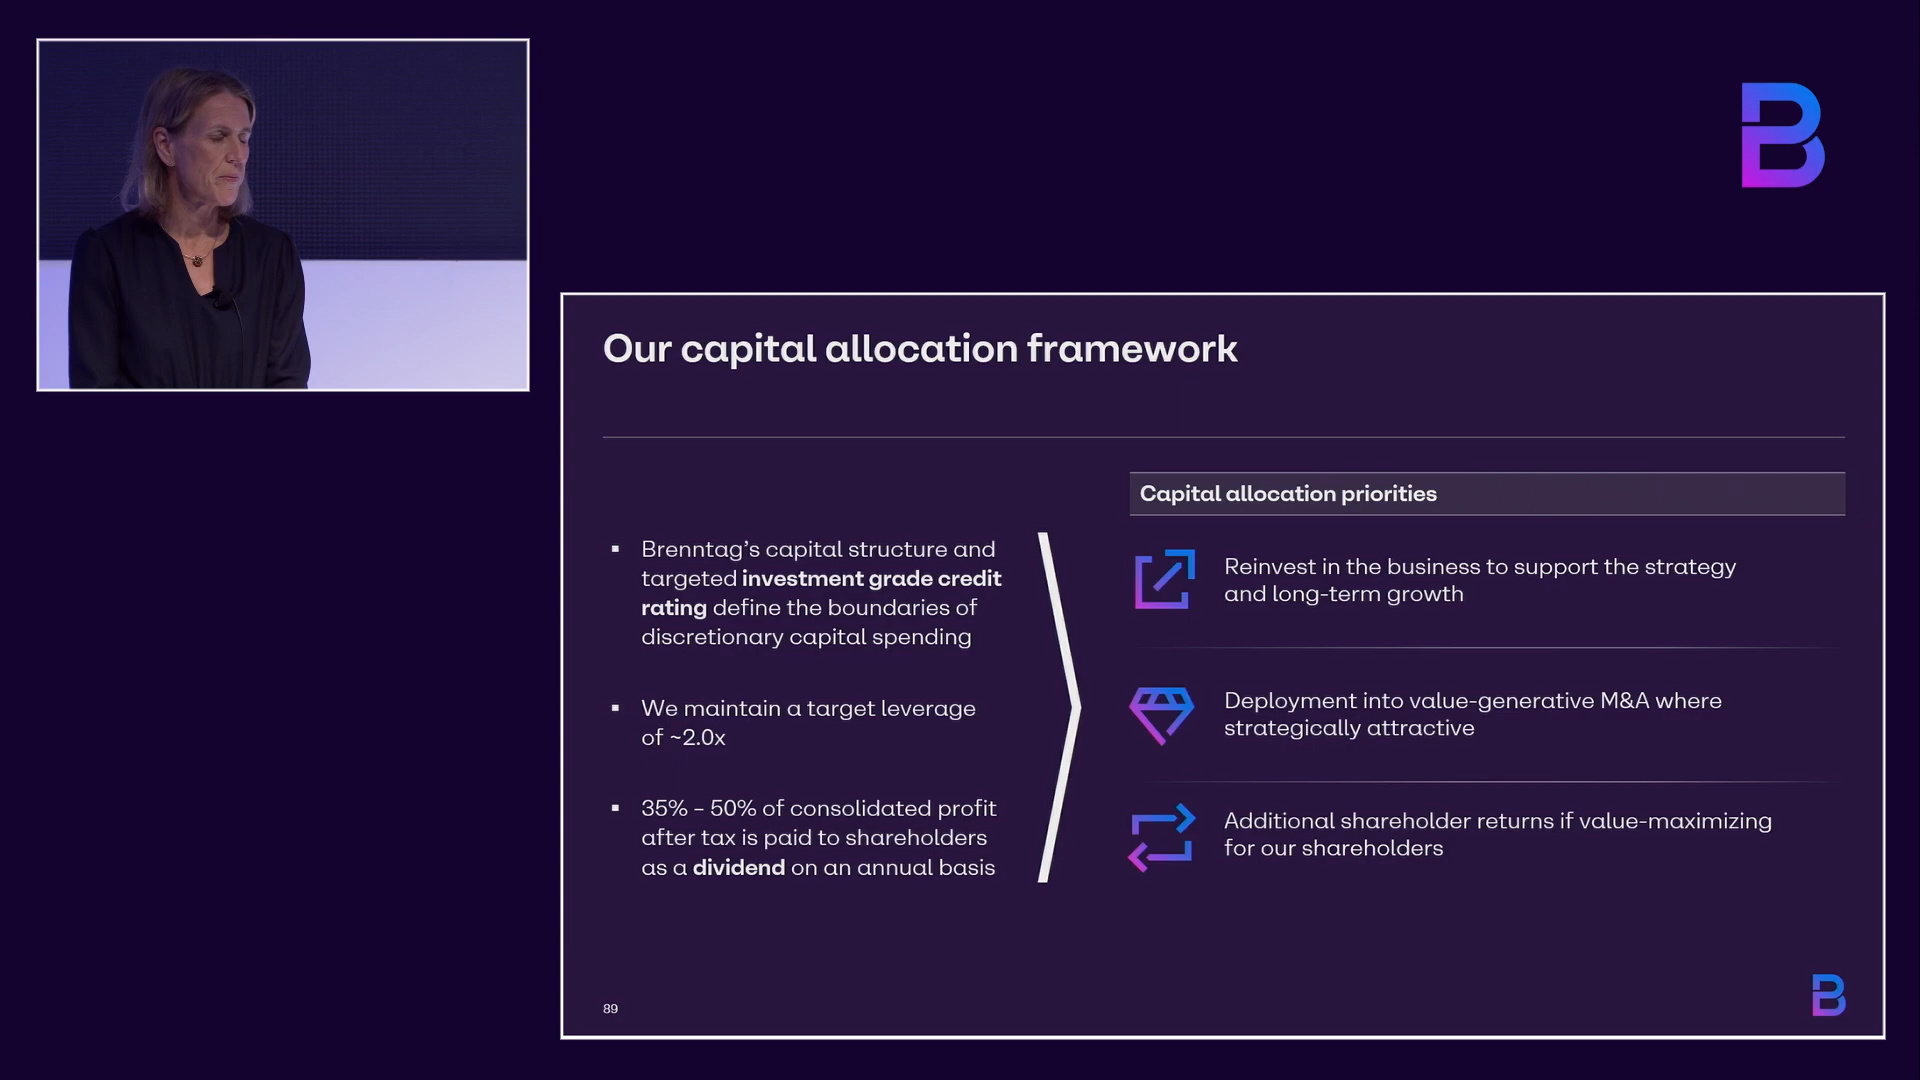 Our capital allocation framework
▪ Brenntag’s capital structure and
targeted investment grade credit
rating define the boundaries of
discretionary capital spending
▪ We maintain a target leverage
of ~2.0x
▪ 35% – 50% of consolidated profit
after tax is paid to shareholders
as a dividend on an annual basis
Capital allocation priorities
Reinvest in the business to support the strategy
and long-term growth
Deployment into value-generative M&A where
strategically attractive
Additional shareholder returns if value-maximizing
for our shareholders
89